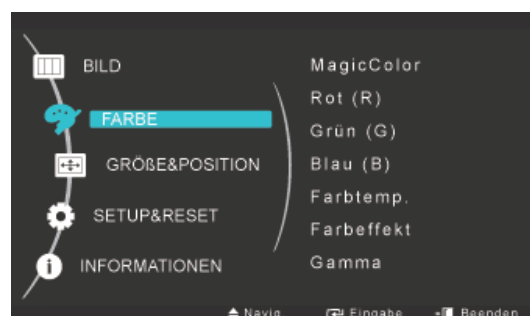 BILD
FARBE
GRÖßE&POSITION
SETUP&RESET
INFORMATIONEN
MagicColor
Rot (R)
Grün (G)
Blau (B)
Farbtemp.
Farbeffekt
Gamma
Navig. Eingabe Beenden